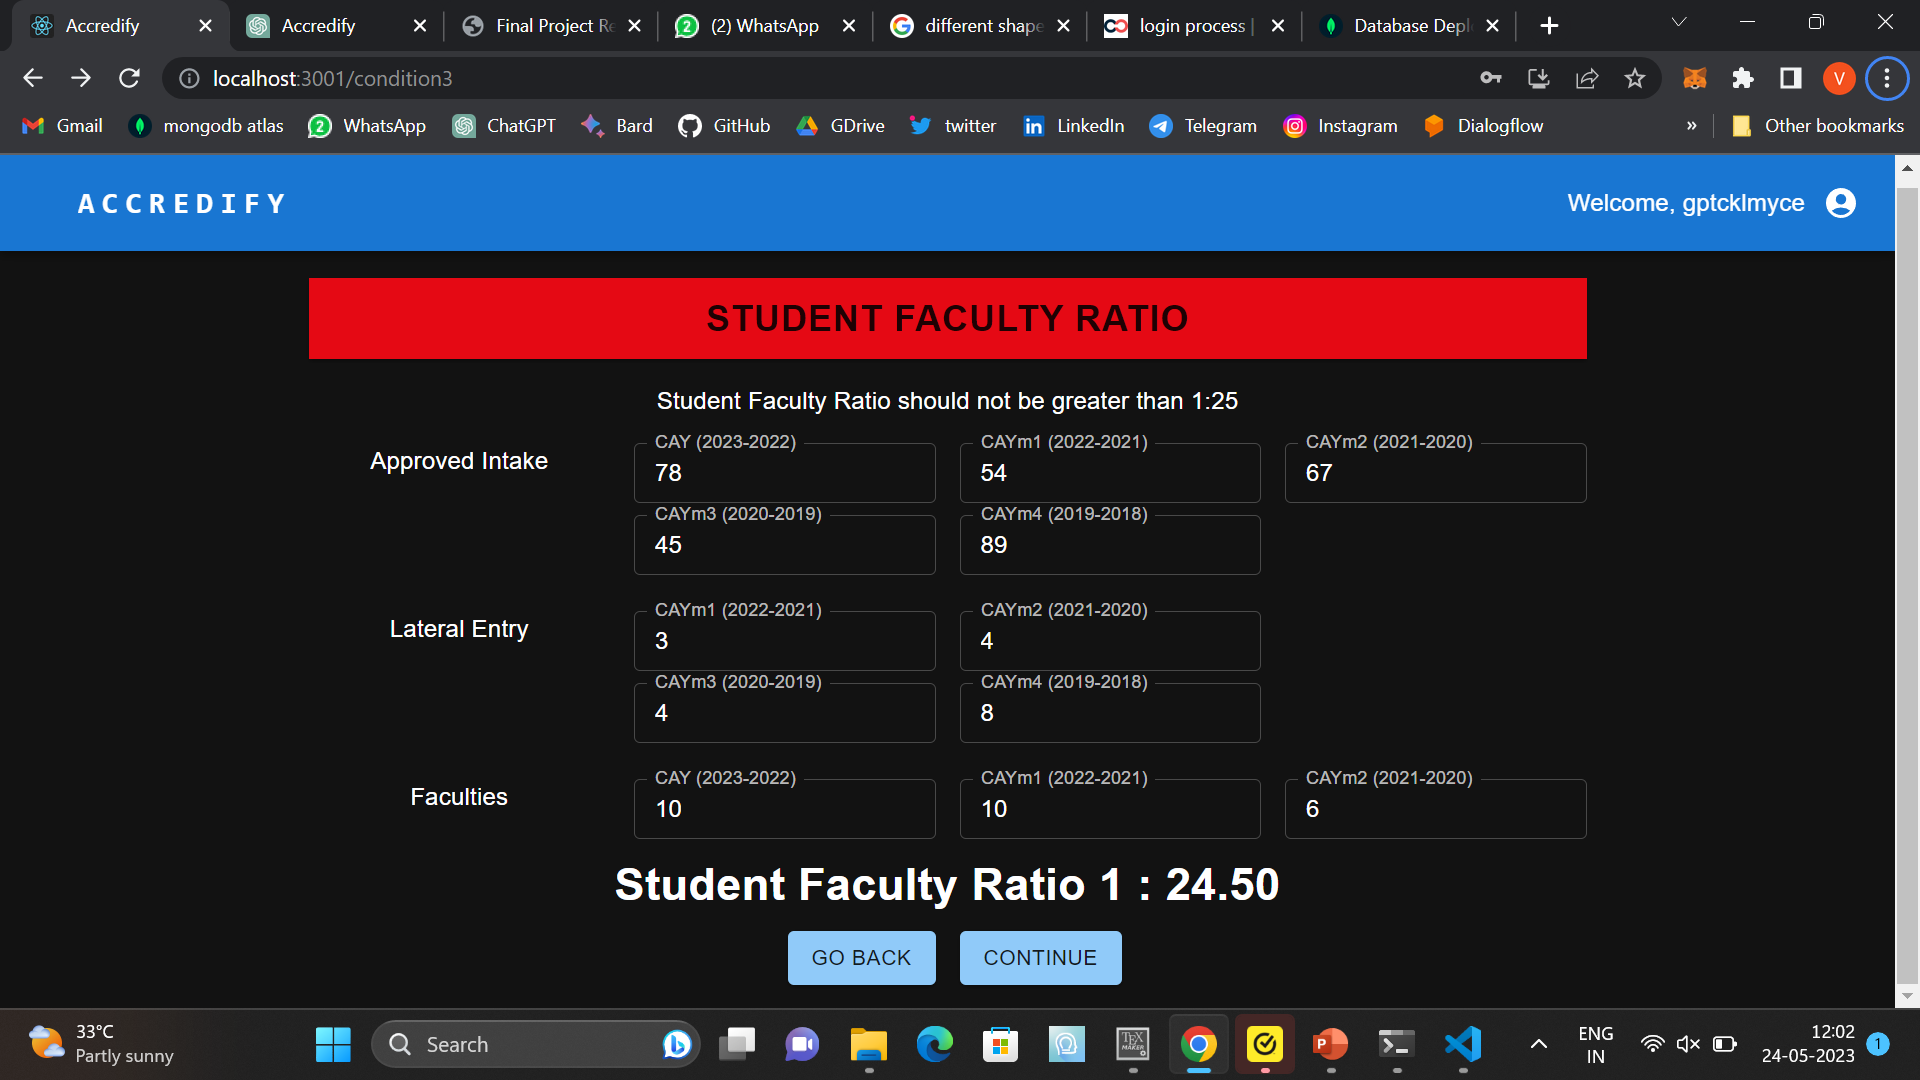 Accredify
Accredify
Final Project Re
(2) WhatsApp
different shape
login process |
Database Depl
localhost:3001/condition3
V
Gmail
mongodb atlas
2
WhatsApp
ChatGPT
Bard
GitHub
GDrive
twitter
LinkedIn
Telegram
Instagram
Dialogflow
»
Other bookmarks
ACCREDIFY
Welcome, gptcklmyce
STUDENT FACULTY RATIO
Student Faculty Ratio should not be greater than 1:25
Approved Intake
CAY (2023-2022)
78
CAYm1 (2022-2021)
54
CAYm2 (2021-2020)
67
CAYm3 (2020-2019)
45
CAYm4 (2019-2018)
89
Lateral Entry
CAYm1 (2022-2021)
3
CAYm2 (2021-2020)
4
CAYm3 (2020-2019)
4
CAYm4 (2019-2018)
8
Faculties
CAY (2023-2022)
10
CAYm1 (2022-2021)
10
CAYm2 (2021-2020)
6
Student Faculty Ratio 1 : 24.50
GO BACK
CONTINUE
33°C
Partly sunny
Search
TEX
MAKER
P
ENG
IN
12:02
24-05-2023
1